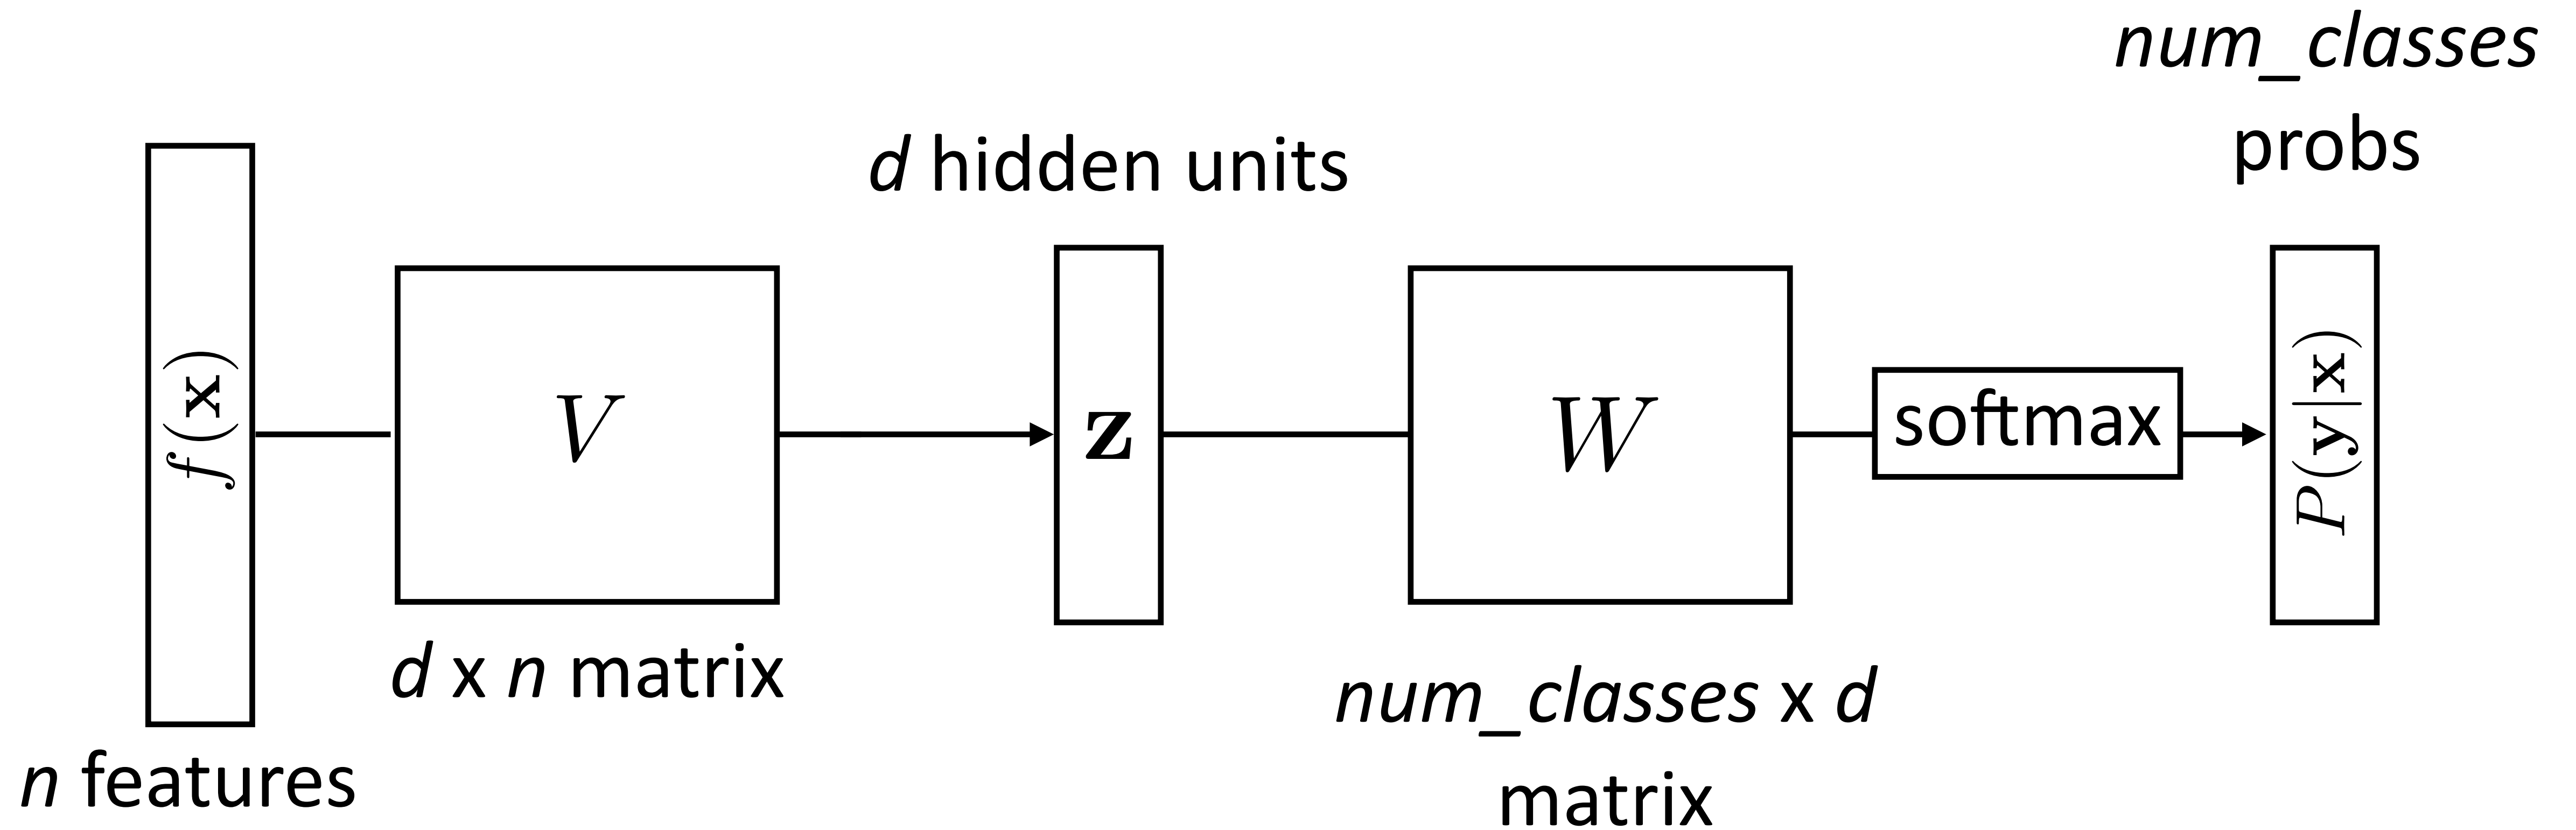 num_classes
probs
d hidden units
f(x)
V
z
W
softmax
P(y|x)
d x n matrix
num_classes x d
matrix
n features